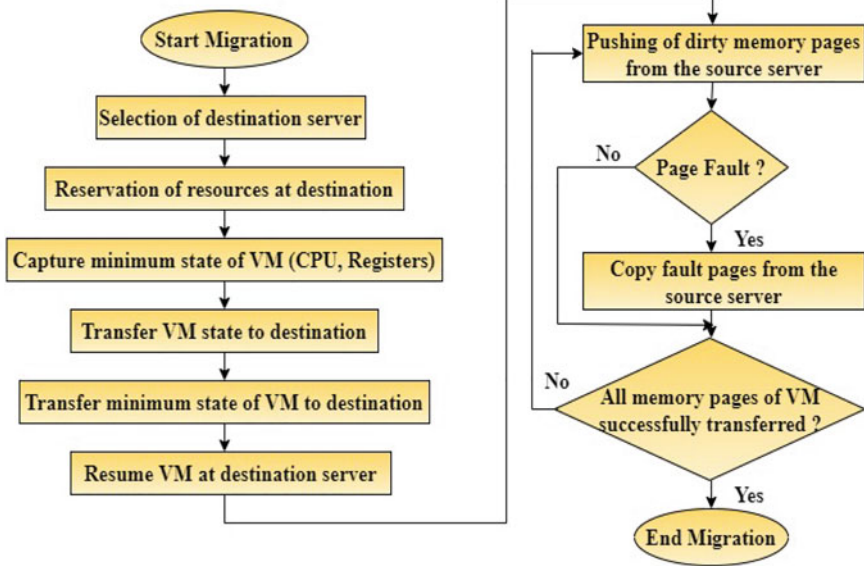 Start Migration
Selection of destination server
Reservation of resources at destination
Capture minimum state of VM (CPU, Registers)
Transfer VM state to destination
Transfer minimum state of VM to destination
Resume VM at destination server
Pushing of dirty memory pages
from the source server
Page Fault ?
No
Yes
Copy fault pages from the
source server
All memory pages of VM
successfully transferred ?
No
Yes
End Migration